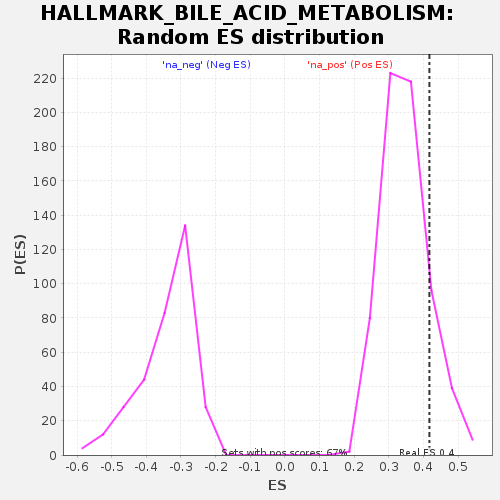 HALLMARK_BILE_ACID_METABOLISM:
Random ES distribution
'na_neg' (Neg ES)
'na_pos' (Pos ES)
220
200
180
160
140
120
100
80
60
40
20
0
P(ES)
Sets with pos scores: 67%
Real ES 0.4
-0.6 -0.5 -0.4 -0.3 -0.2 -0.1 0.0 0.1 0.2 0.3 0.4 0.5
ES